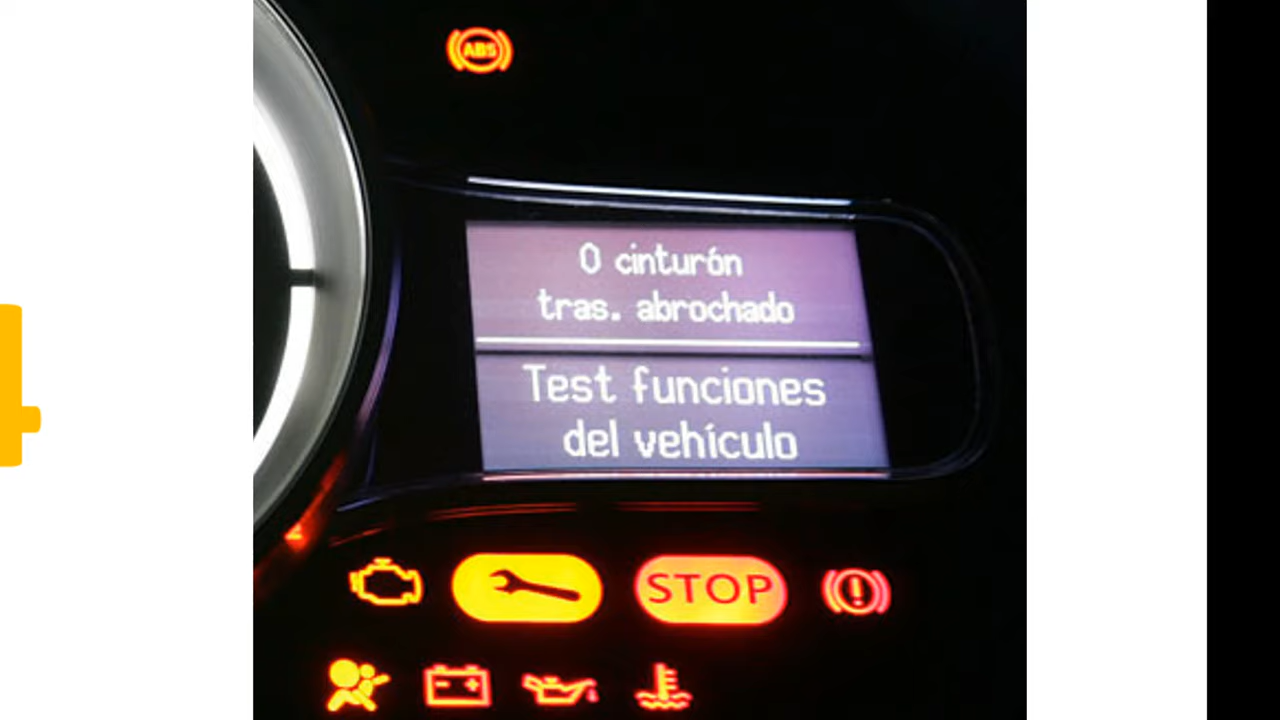 ABS
0 cinturón
tras. abrochado
Test funciones
del vehículo
STOP